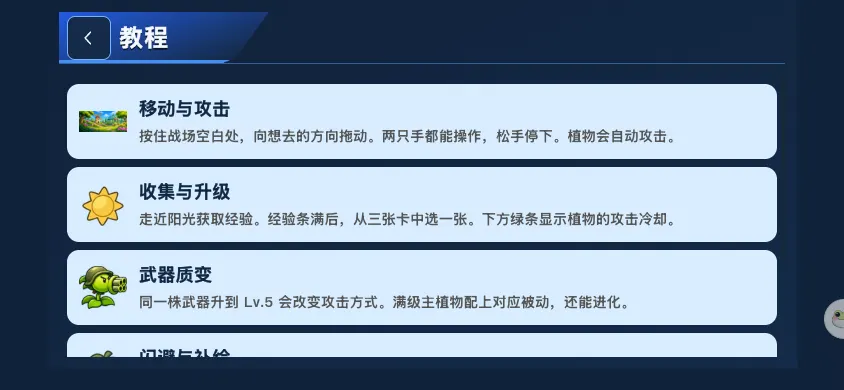 教程
移动与攻击
按住战场空白处，向想去的方向拖动。两只手都能操作，松手停下。植物会自动攻击。
收集与升级
走近阳光获取经验。经验条满后，从三张卡中选一张。下方绿条显示植物的攻击冷却。
武器质变
同一株武器升到 Lv.5 会改变攻击方式。满级主植物配上对应被动，还能进化。
闪避与补给